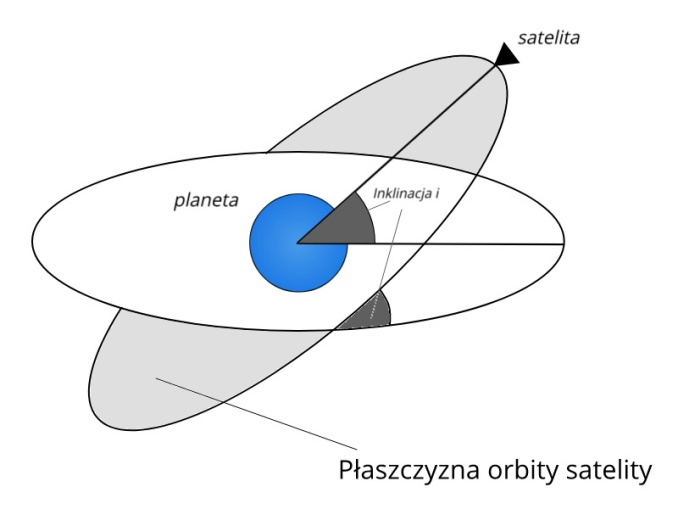 satelita
planeta
Inklinacja i
Płaszczyzna orbity satelity